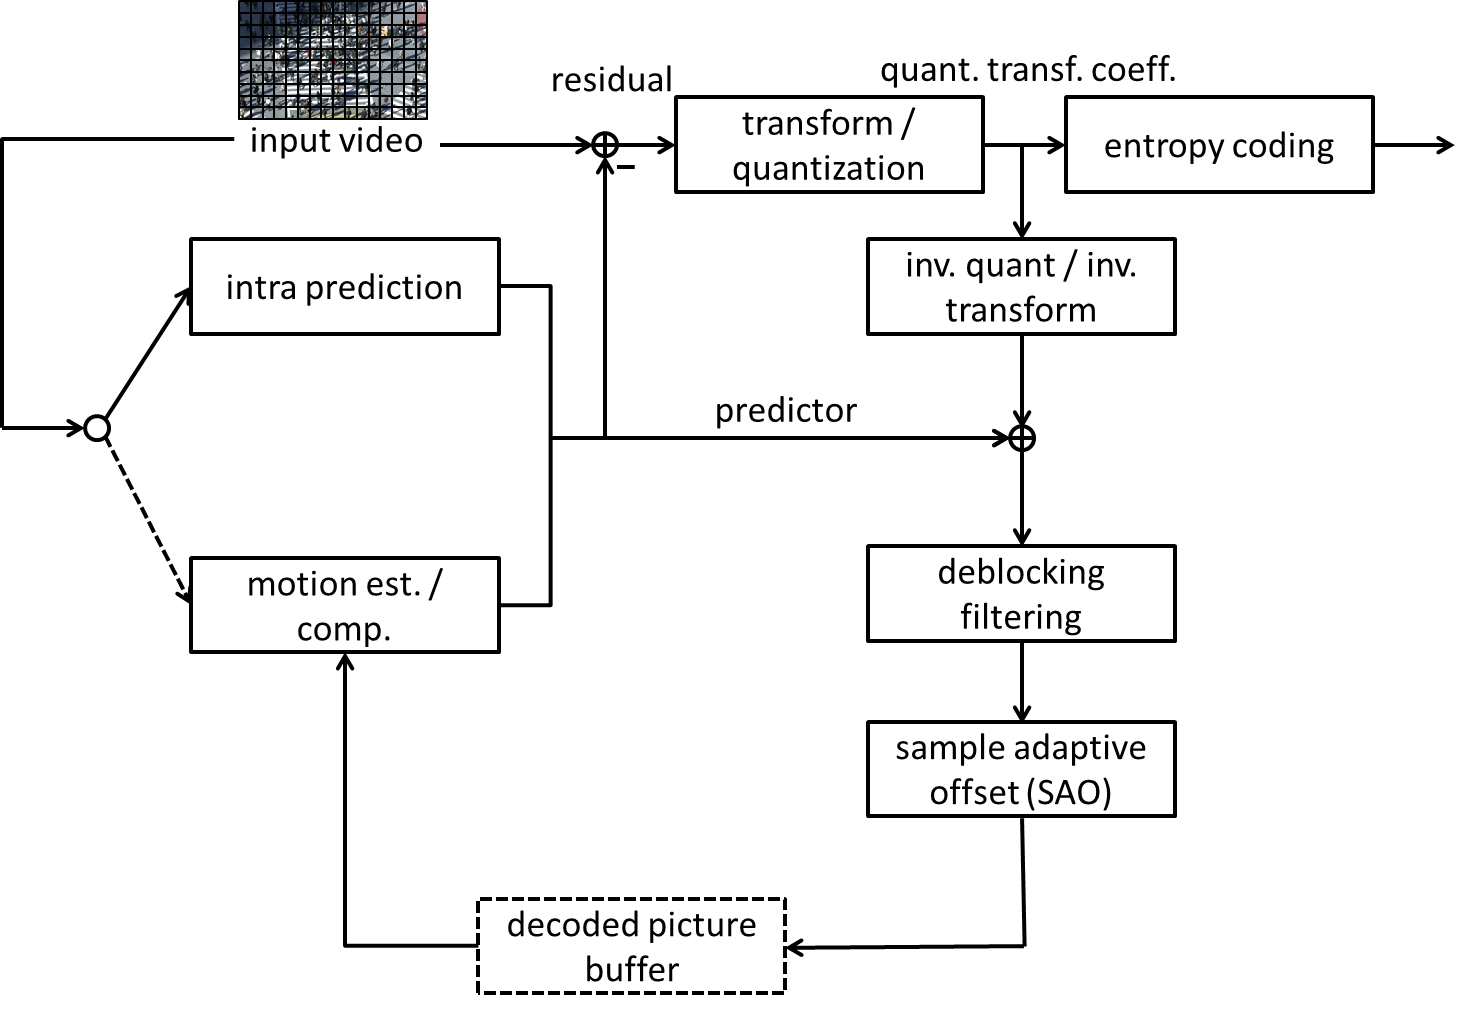 residual
quant. transf. coeff.
input video
transform /
quantization
entropy coding
–
intra prediction
inv. quant / inv.
transform
predictor
motion est. /
comp.
deblocking
filtering
sample adaptive
offset (SAO)
decoded picture
buffer